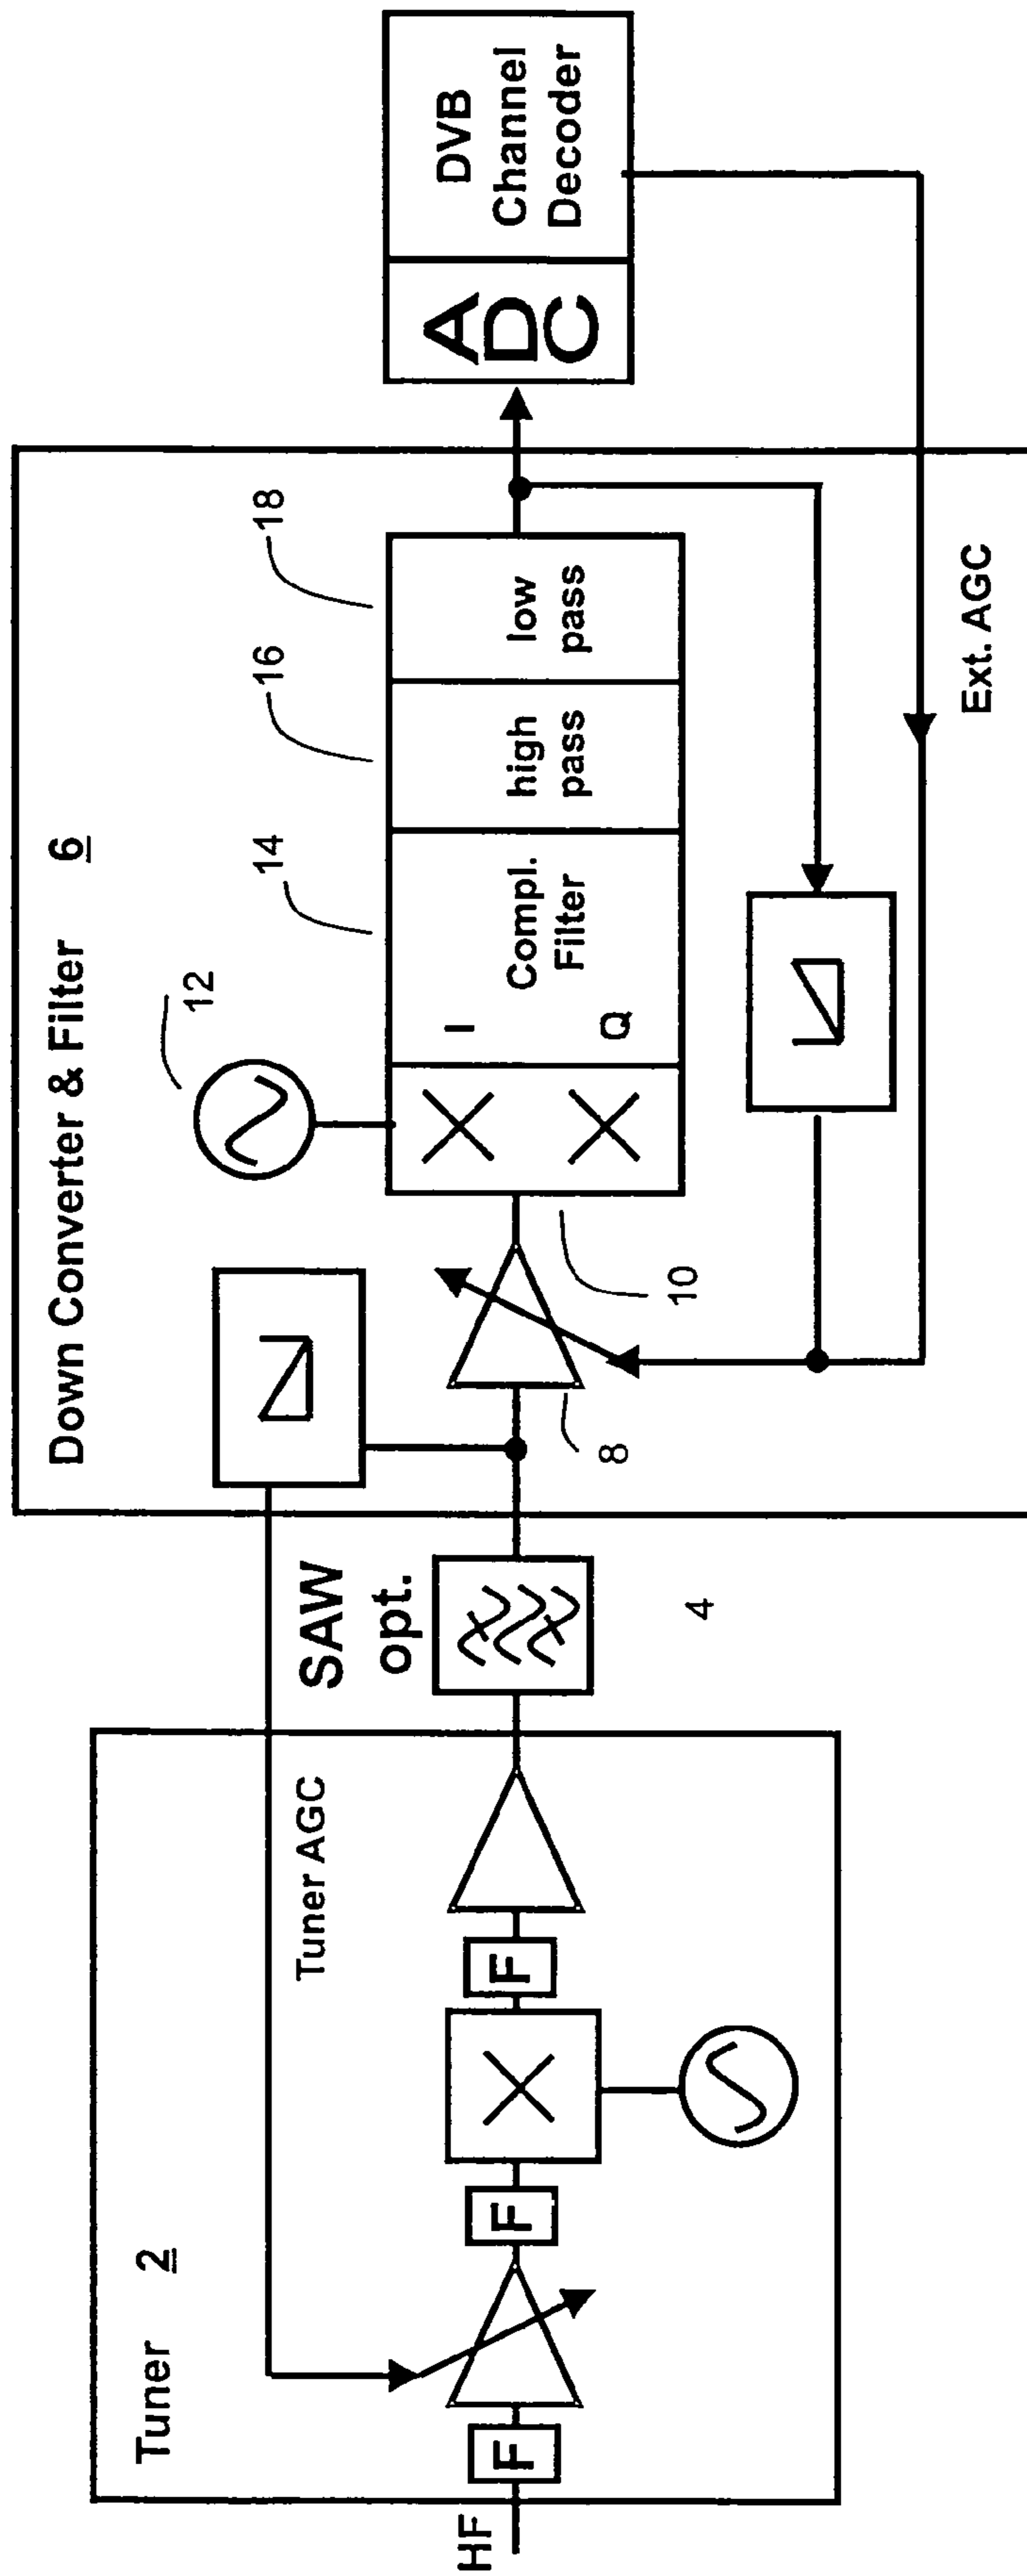 Down Converter & Filter 6
Tuner 2
HF
F
F
F
Tuner AGC
SAW
opt.
4
8
10
12
14
16
18
I
Q
Compl.
Filter
high
pass
low
pass
A
D
C
DVB
Channel
Decoder
Ext. AGC